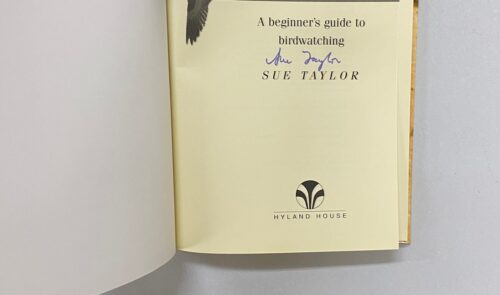 A beginner's guide to
birdwatching
Sue Taylor
SUE TAYLOR
HYLAND HOUSE